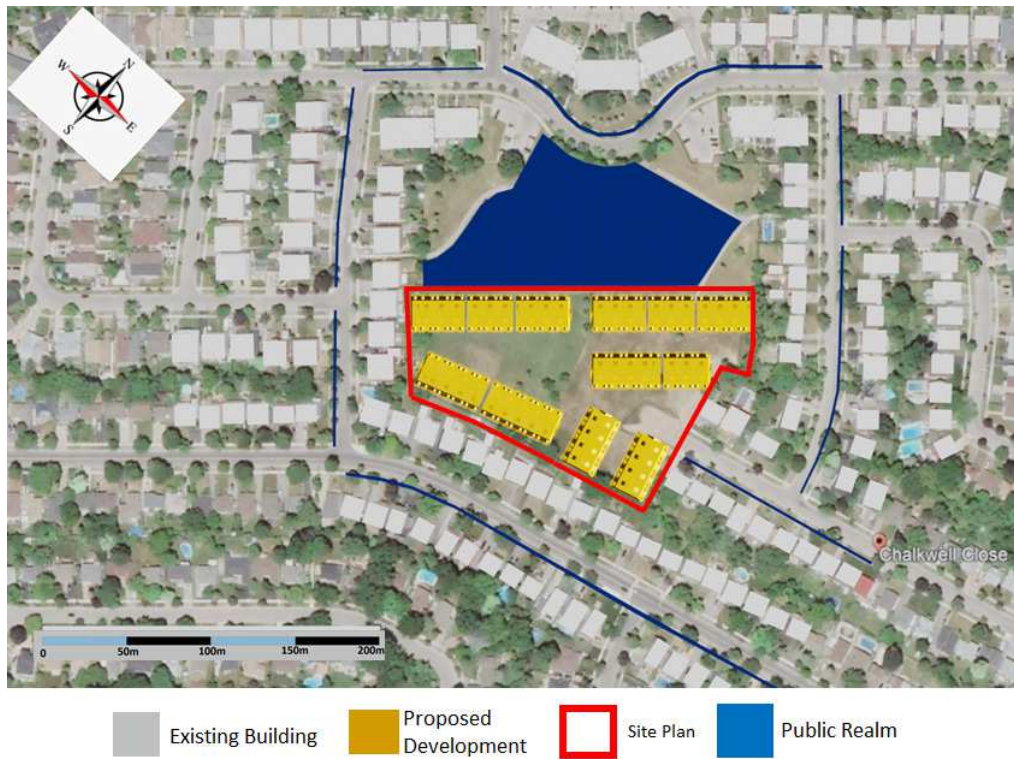 W N
S E
Chalkwell Close
0 50m 100m 150m 200m
Existing Building
Proposed
Development
Site Plan
Public Realm